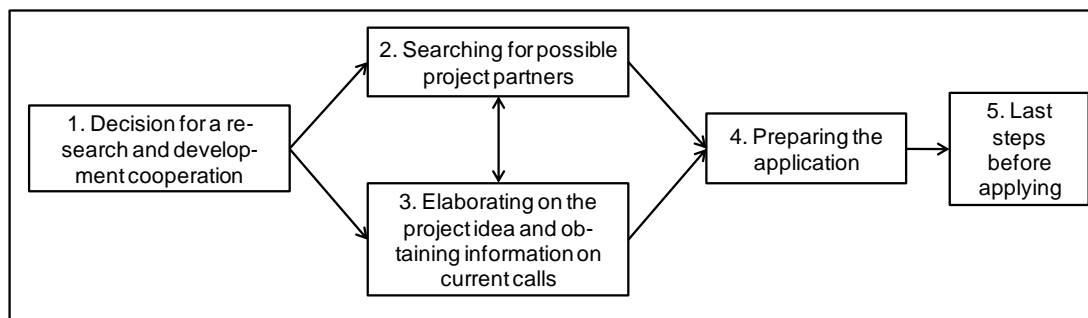 1. Decision for a re-
search and develop-
ment cooperation
2. Searching for possible
project partners
3. Elaborating on the
project idea and ob-
taining information on
current calls
4. Preparing the
application
5. Last
steps
before
applying